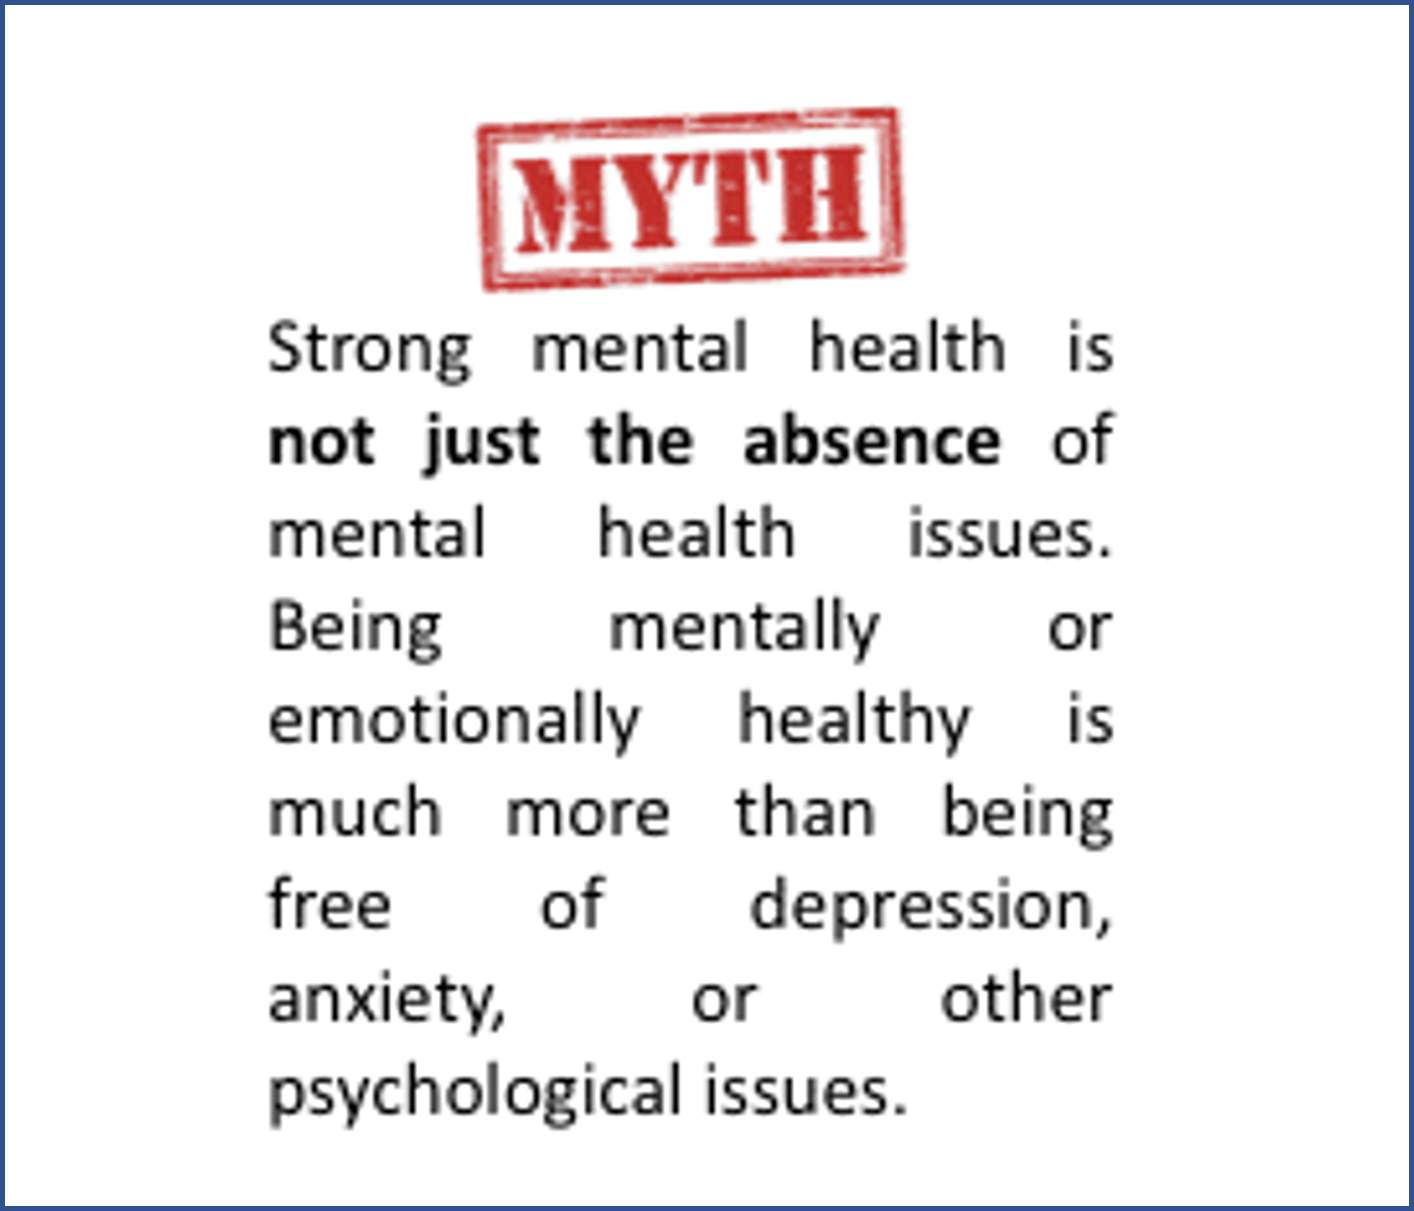 MYTH
Strong mental health is
not just the absence of
mental health issues.
Being mentally or
emotionally healthy is
much more than being
free of depression,
anxiety, or other
psychological issues.